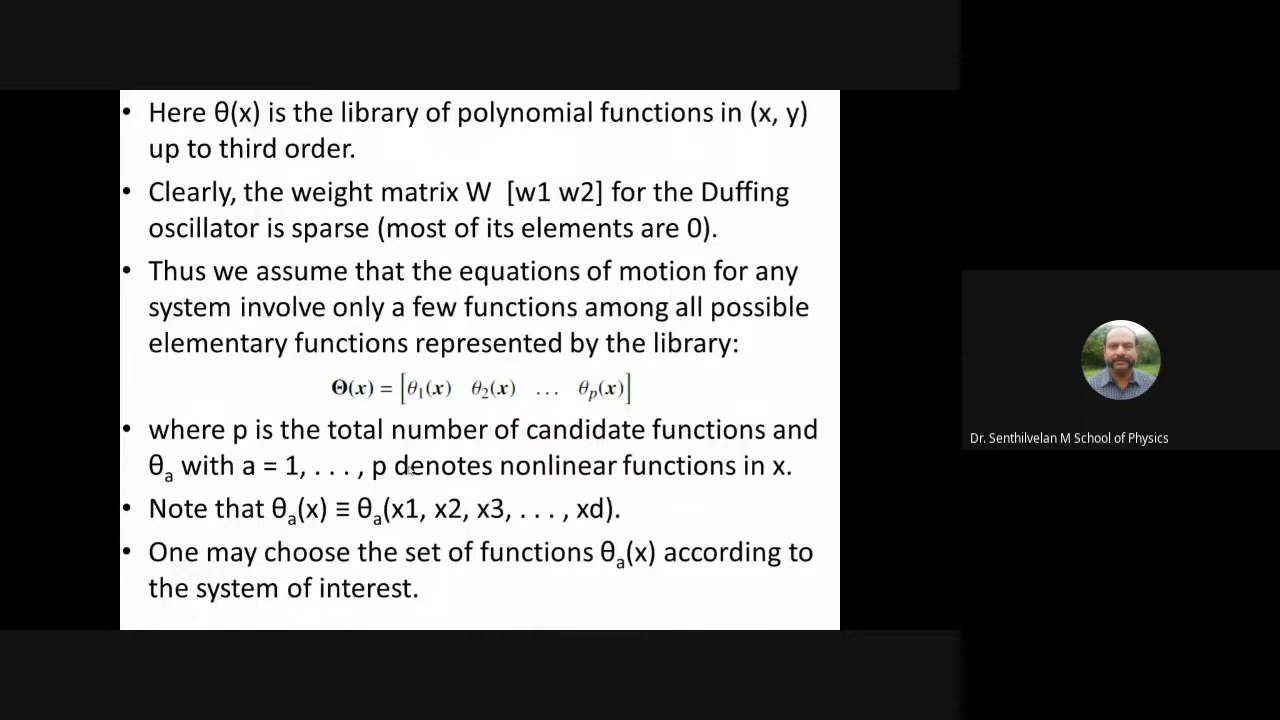 • Here θ(x) is the library of polynomial functions in (x, y)
up to third order.
• Clearly, the weight matrix W [w1 w2] for the Duffing
oscillator is sparse (most of its elements are 0).
• Thus we assume that the equations of motion for any
system involve only a few functions among all possible
elementary functions represented by the library:
Θ(x) = [θ₁(x) θ₂(x) ... θₚ(x)]
• where p is the total number of candidate functions and
θₐ with a = 1, . . . , p denotes nonlinear functions in x.
• Note that θₐ(x) ≡ θₐ(x1, x2, x3, . . . , xd).
• One may choose the set of functions θₐ(x) according to
the system of interest.
Dr. Senthilvelan M School of Physics